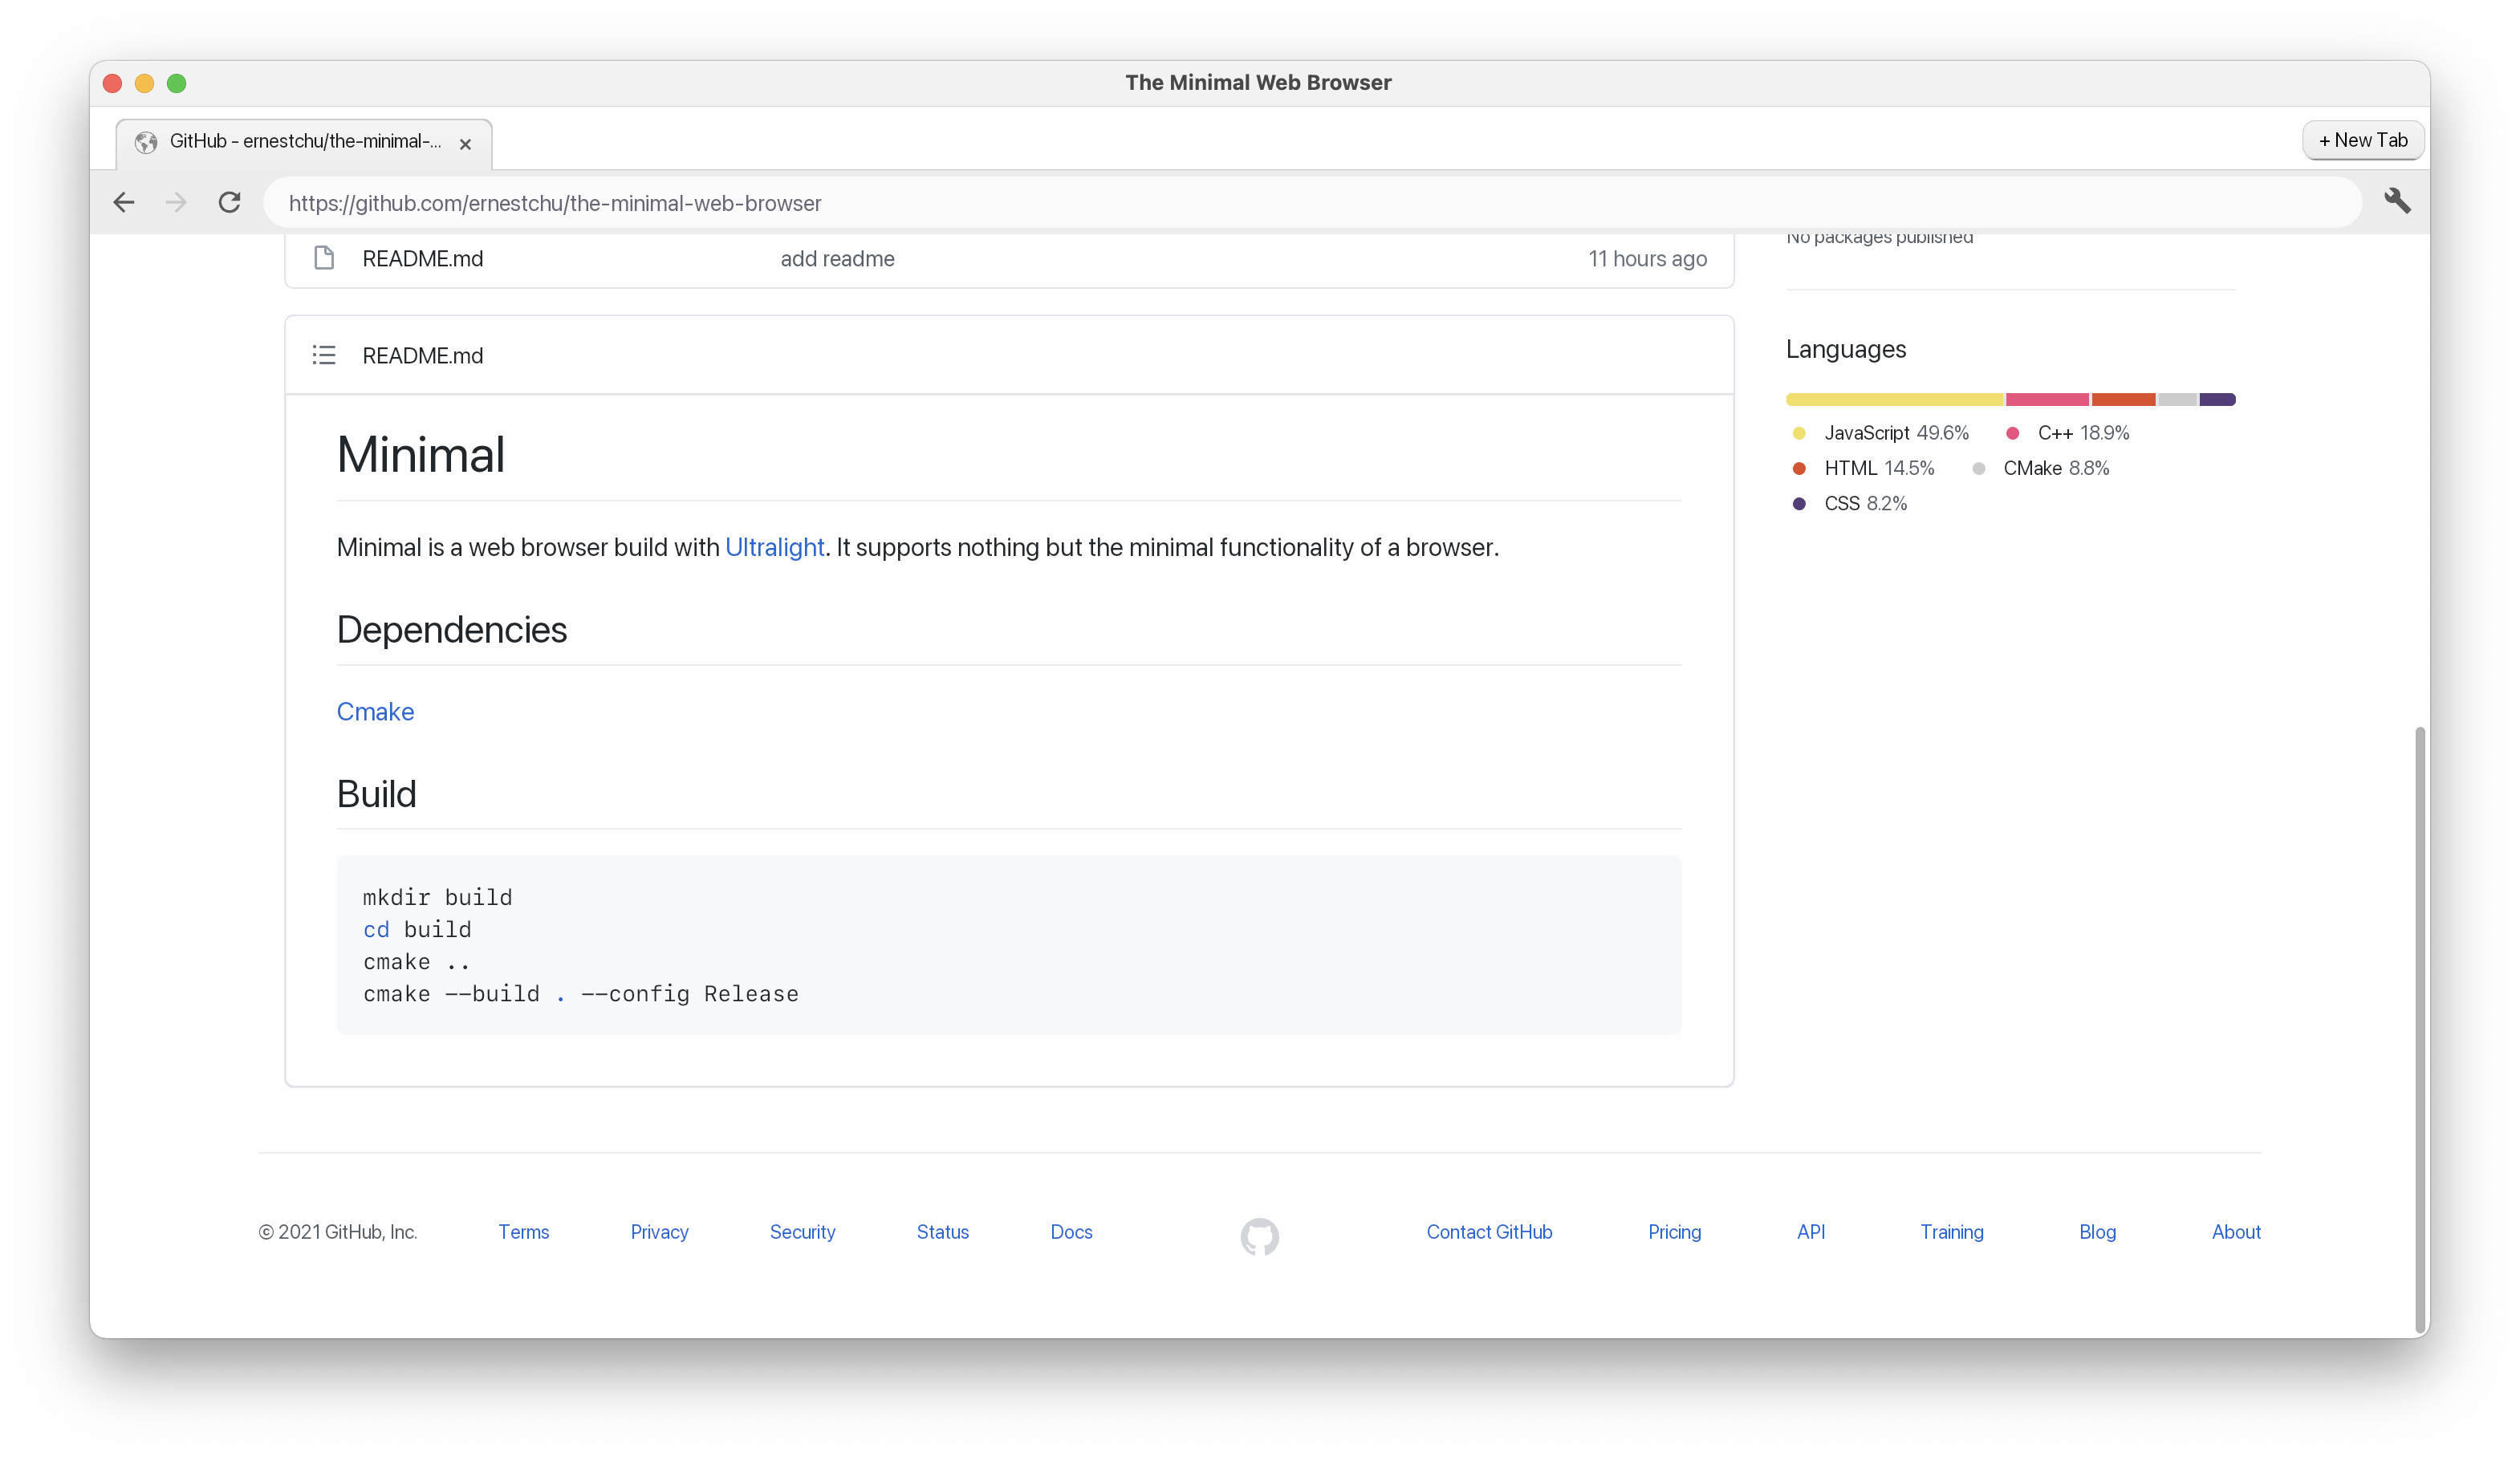 The Minimal Web Browser
GitHub - ernestchu/the-minimal-...
+ New Tab
https://github.com/ernestchu/the-minimal-web-browser
README.md add readme 11 hours ago
No packages published
README.md
Languages
JavaScript 49.6% C++ 18.9%
HTML 14.5% CMake 8.8%
CSS 8.2%
Minimal
Minimal is a web browser build with Ultralight. It supports nothing but the minimal functionality of a browser.
Dependencies
Cmake
Build
mkdir build
cd build
cmake ..
cmake --build . --config Release
© 2021 GitHub, Inc. Terms Privacy Security Status Docs Contact GitHub Pricing API Training Blog About